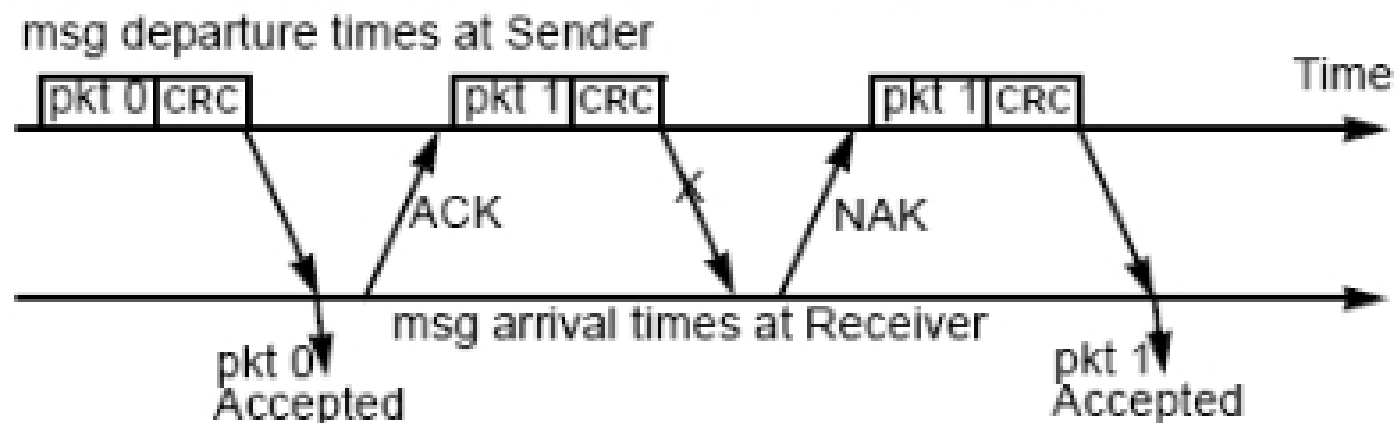 msg departure times at Sender
Time
pkt 0 CRC pkt 1 CRC pkt 1 CRC
ACK NAK
msg arrival times at Receiver
pkt 0 pkt 1
Accepted Accepted